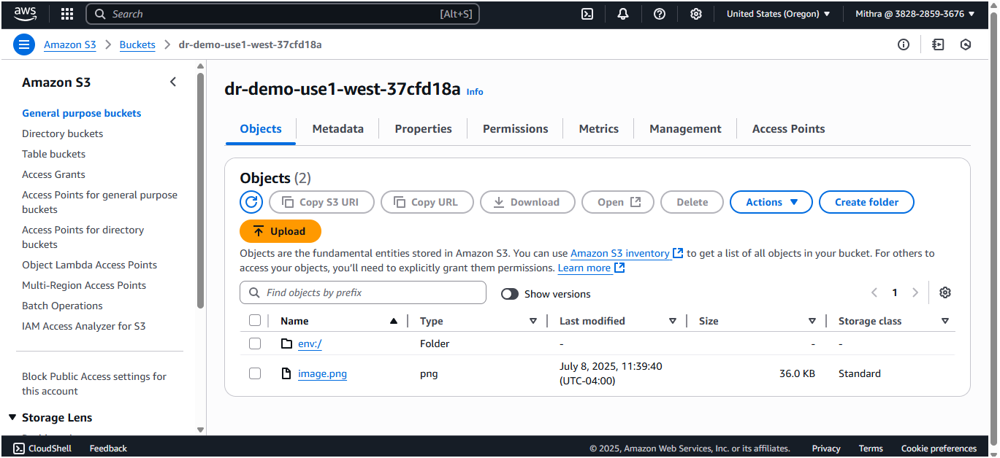 aws
Search [Alt+S]
United States (Oregon)
Mithra @ 3828-2859-3676
Amazon S3 > Buckets > dr-demo-use1-west-37cfd18a
Amazon S3
General purpose buckets
Directory buckets
Table buckets
Access Grants
Access Points for general purpose
buckets
Access Points for directory
buckets
Object Lambda Access Points
Multi-Region Access Points
Batch Operations
IAM Access Analyzer for S3
Block Public Access settings for
this account
Storage Lens
dr-demo-use1-west-37cfd18a Info
Objects Metadata Properties Permissions Metrics Management Access Points
Objects (2)
Copy S3 URI Copy URL Download Open Delete Actions Create folder
Upload
Objects are the fundamental entities stored in Amazon S3. You can use Amazon S3 inventory to get a list of all objects in your bucket. For others to
access your objects, you'll need to explicitly grant them permissions. Learn more
Find objects by prefix Show versions 1
Name Type Last modified Size Storage class
env:/ Folder - - -
image.png png July 8, 2025, 11:39:40 (UTC-04:00) 36.0 KB Standard
CloudShell Feedback © 2025, Amazon Web Services, Inc. or its affiliates. Privacy Terms Cookie preferences